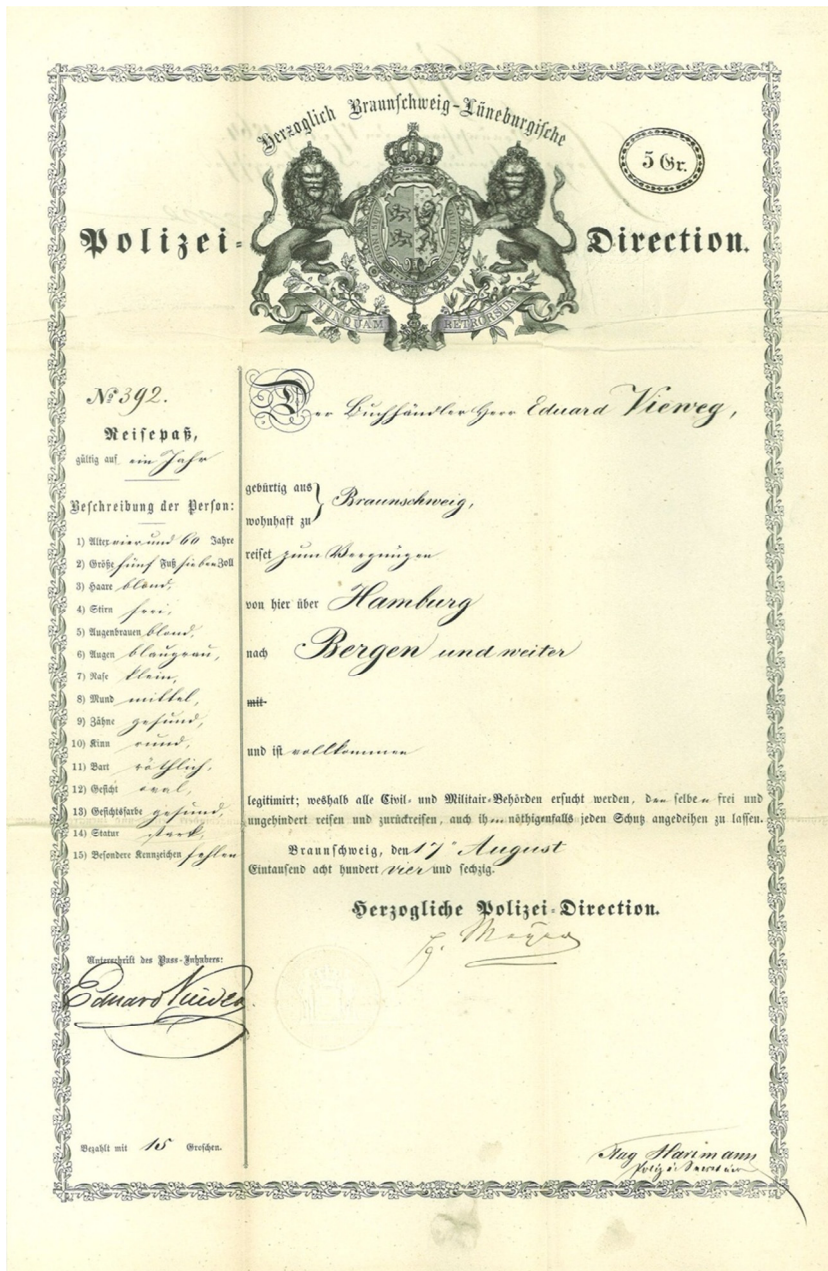 Herzoglich Braunschweig-Lüneburgische
5 Gr.
Polizei-Direction.
NUNQUAM RETRORSUM
No 392.
Reisepaß,
gültig auf ein Jahr
Beschreibung der Person:
1) Alter vier und 60 Jahre
2) Größe fünf Fuß sieben Zoll
3) Haare blond,
4) Stirn frei,
5) Augenbrauen blond,
6) Augen blaugrau,
7) Nase klein,
8) Mund mittel,
9) Zähne gesund,
10) Kinn rund,
11) Bart röthlich,
12) Gesicht oval,
13) Gesichtsfarbe gesund,
14) Statur stark,
15) Besondere Kennzeichen fehlen
Unterschrift des Pass-Inhabers:
Eduard Vieweg.
Bezahlt mit 15 Groschen.
Der Buchhändler Herr Eduard Vieweg,
gebürtig aus
wohnhaft zu } Braunschweig,
reiset zum Vergnügen
von hier über Hamburg
nach Bergen und weiter
mit
und ist vollkommen
legitimirt; weshalb alle Civil- und Militair-Behörden ersucht werden, denselben frei und
ungehindert reisen und zurückreisen, auch ihm nöthigenfalls jeden Schutz angedeihen zu lassen.
Braunschweig, den 17t August
Eintausend acht hundert vier und sechzig.
Herzogliche Polizei-Direction.
Aug Harimann